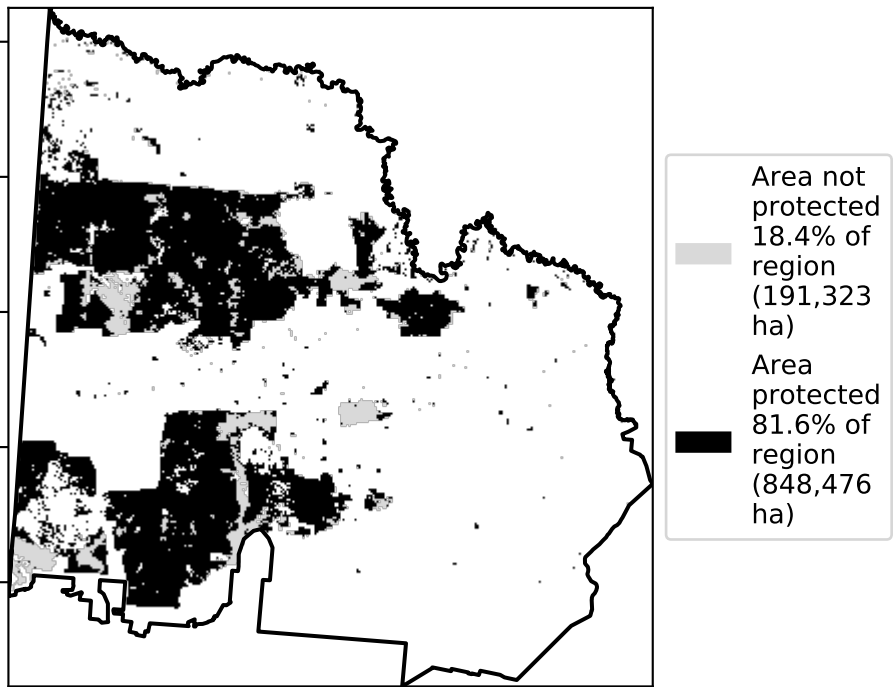 Area not
protected
18.4% of
region
(191,323
ha)
Area
protected
81.6% of
region
(848,476
ha)